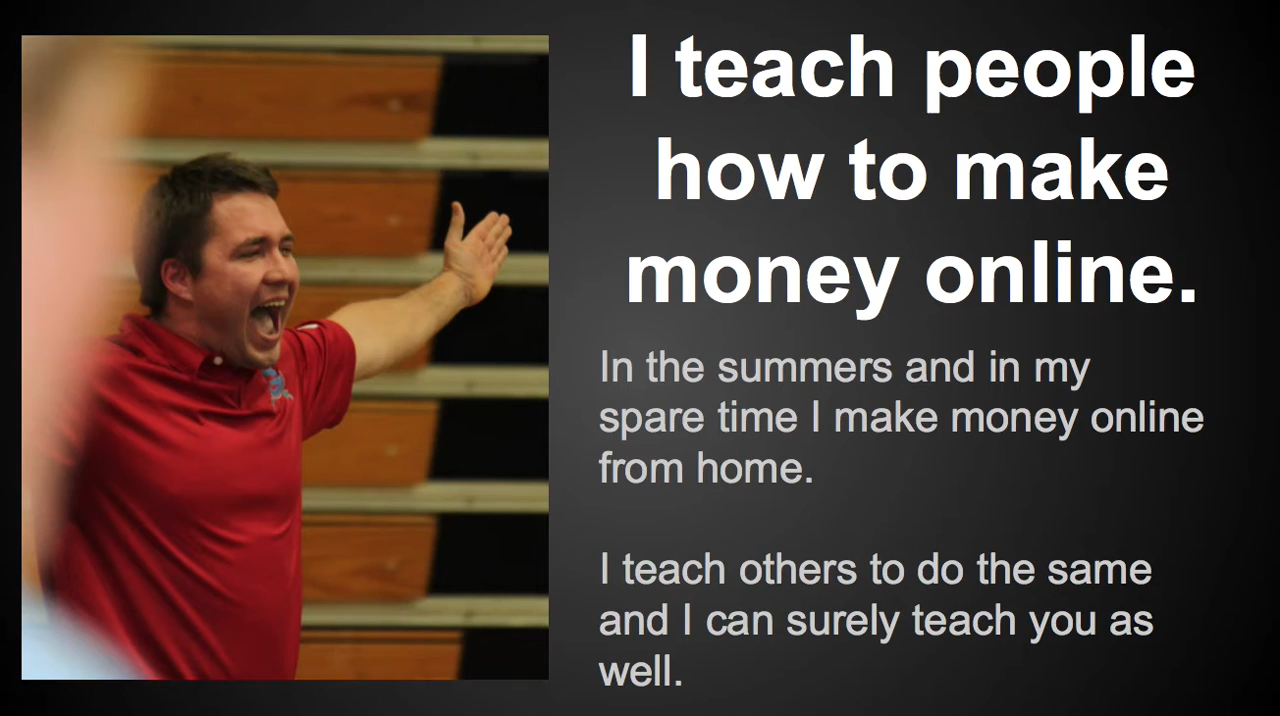 I teach people
how to make
money online.
In the summers and in my
spare time I make money online
from home.
I teach others to do the same
and I can surely teach you as
well.